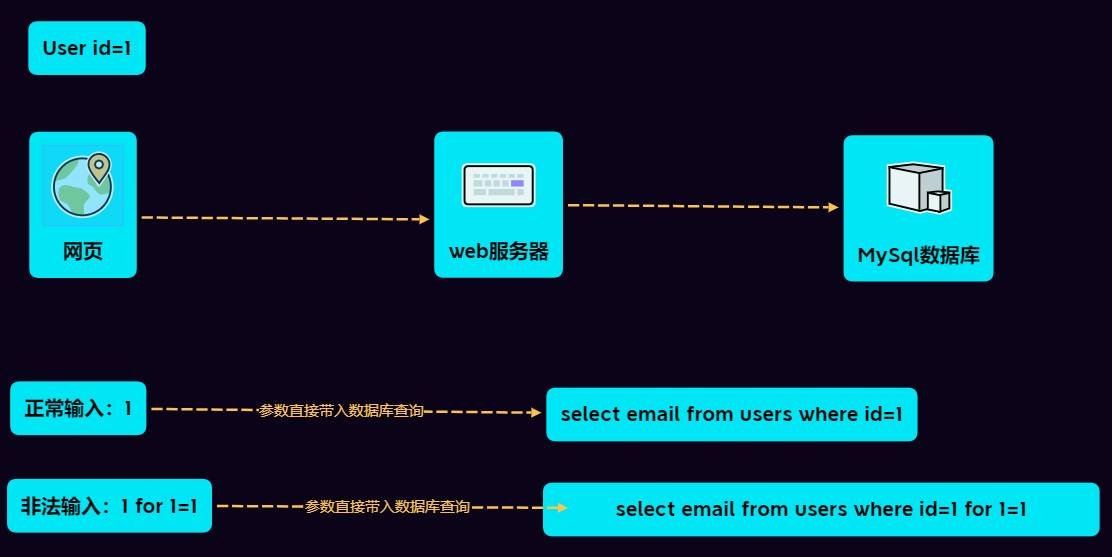 User id=1
网页
web服务器
MySql数据库
正常输入：1
参数直接带入数据库查询
select email from users where id=1
非法输入：1 for 1=1
参数直接带入数据库查询
select email from users where id=1 for 1=1